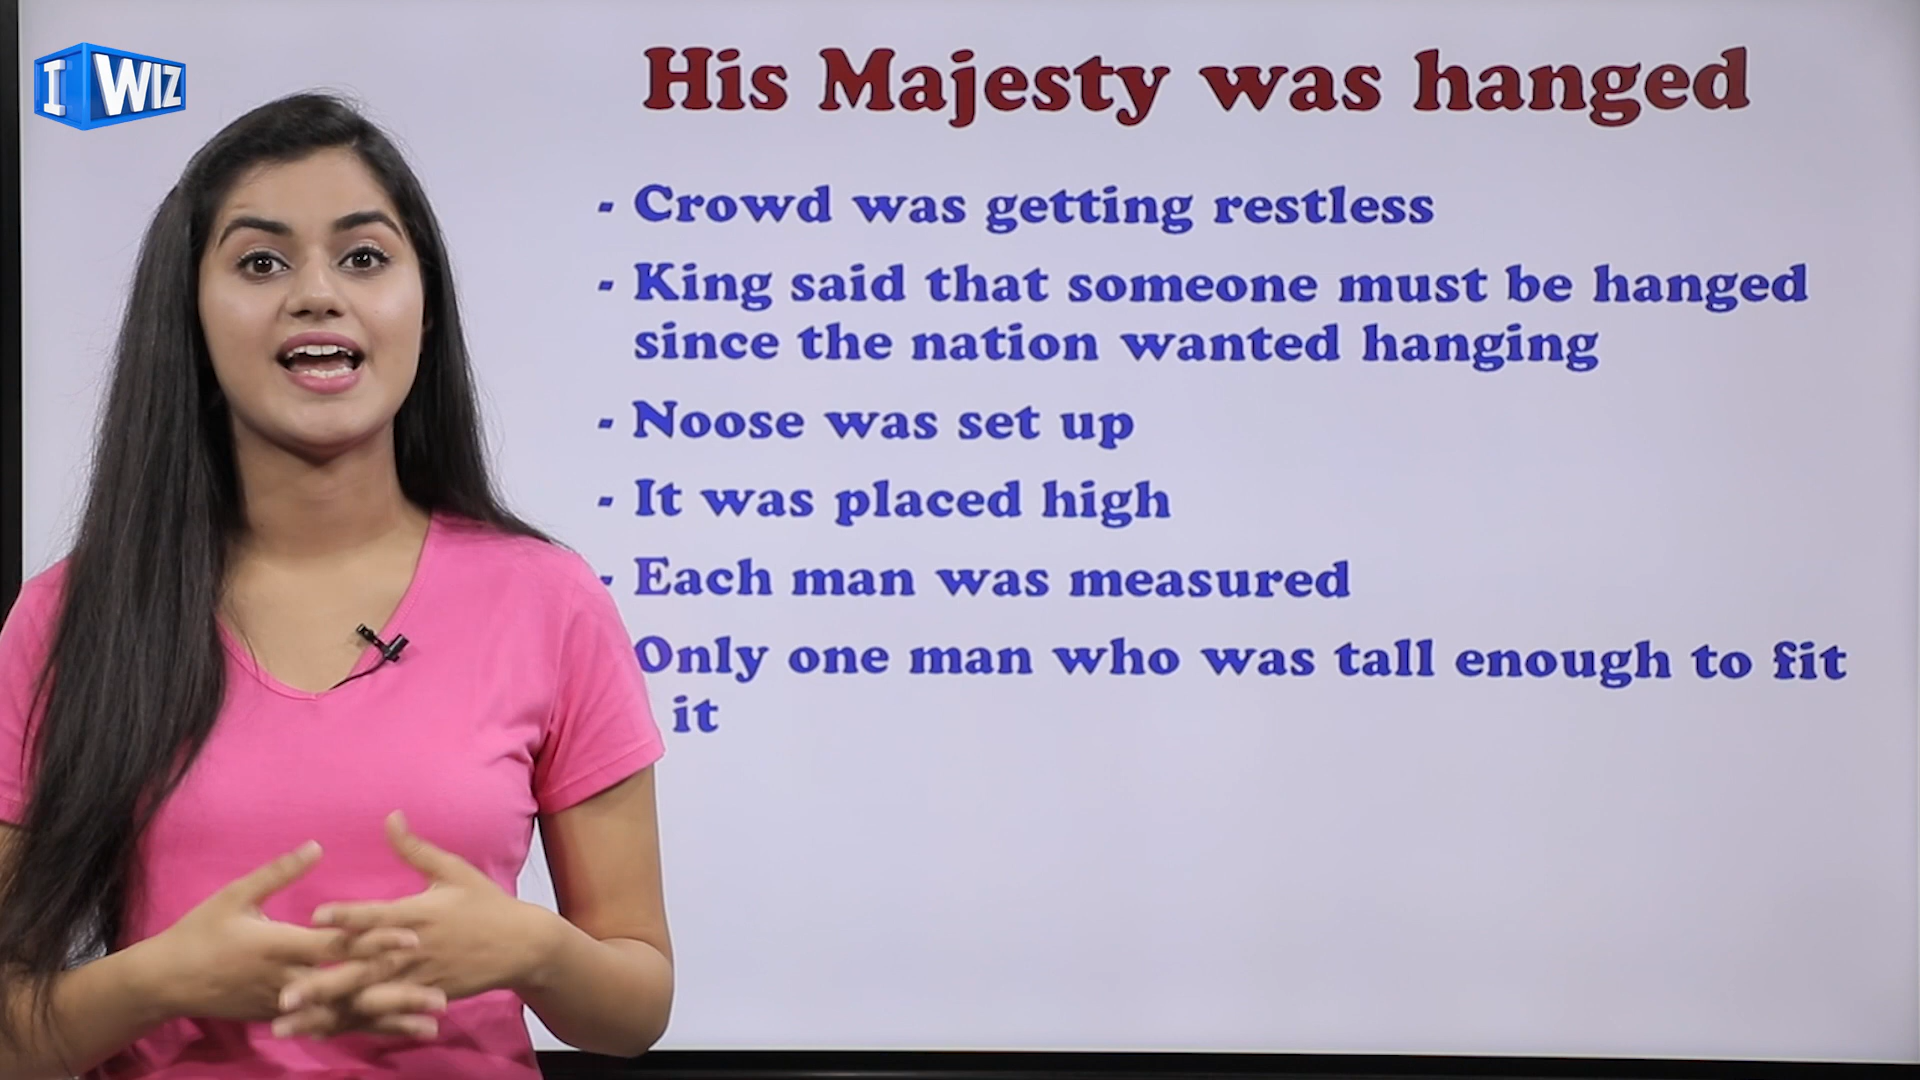 I WIZ
His Majesty was hanged
- Crowd was getting restless
- King said that someone must be hanged
since the nation wanted hanging
- Noose was set up
- It was placed high
- Each man was measured
Only one man who was tall enough to fit
it